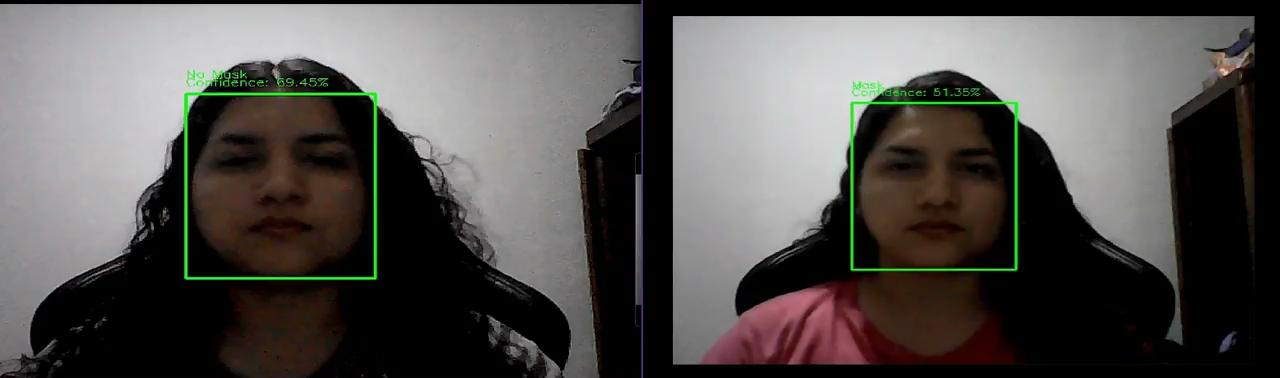 No Mask
Confidence: 69.45%
Mask
Confidence: 51.35%